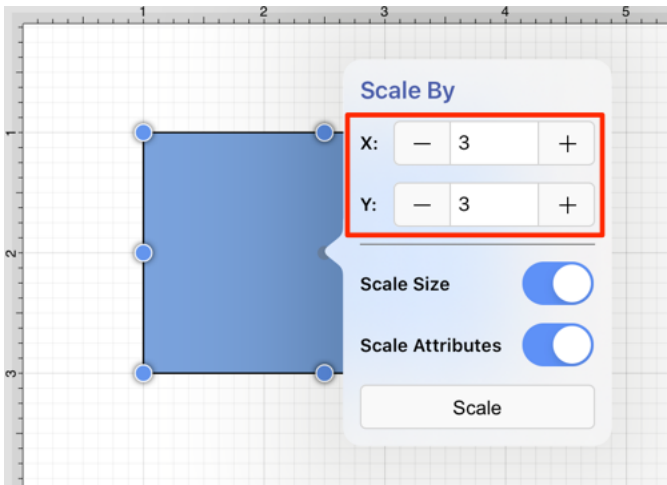 1 2 3 4 5
Scale By
1
X: — 3 +
Y: — 3 +
2
Scale Size
Scale Attributes
3
Scale